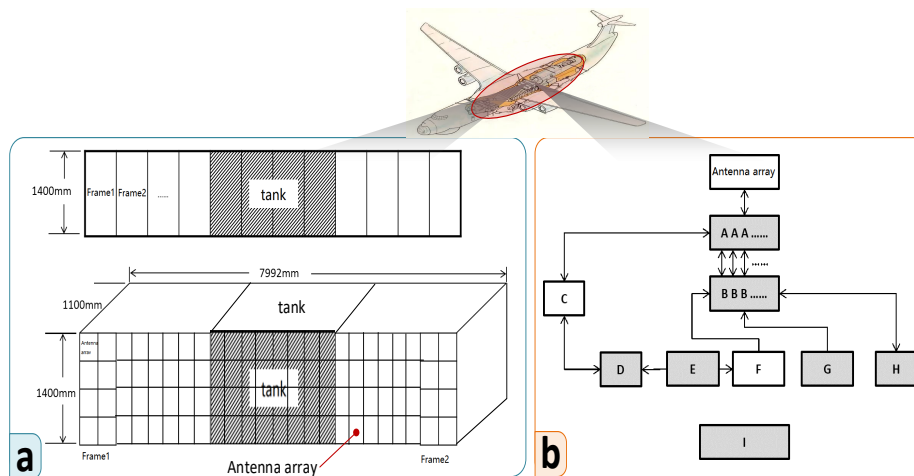 1400mm
Frame1 Frame2 .....
tank
7992mm
1100mm
tank
Antenna array
1400mm
tank
Frame1
Frame2
Antenna array
a
Antenna array
A A A ......
......
B B B ......
C
D
E
F
G
H
I
b